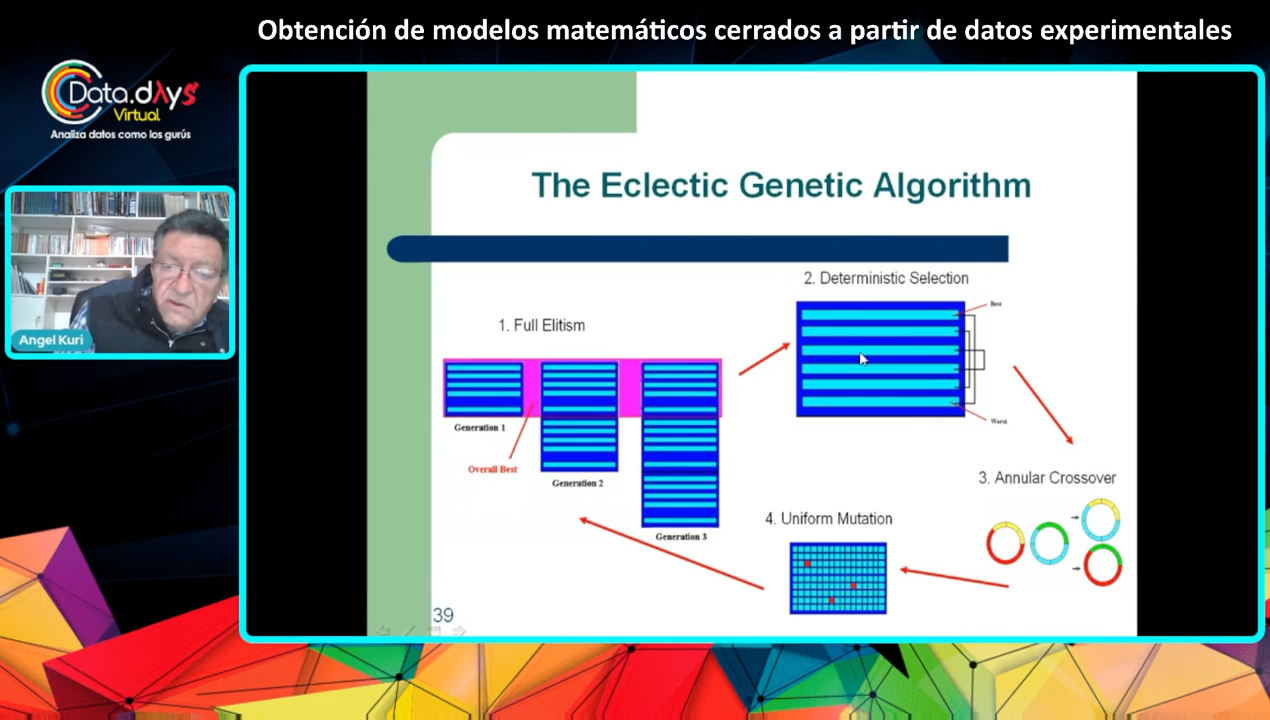 Obtención de modelos matemáticos cerrados a partir de datos experimentales
Data.dAyS
Virtual
Analiza datos como los gurús
Angel Kuri
The Eclectic Genetic Algorithm
1. Full Elitism
Generation 1
Overall Best
Generation 2
Generation 3
2. Deterministic Selection
Best
Worst
3. Annular Crossover
4. Uniform Mutation
39